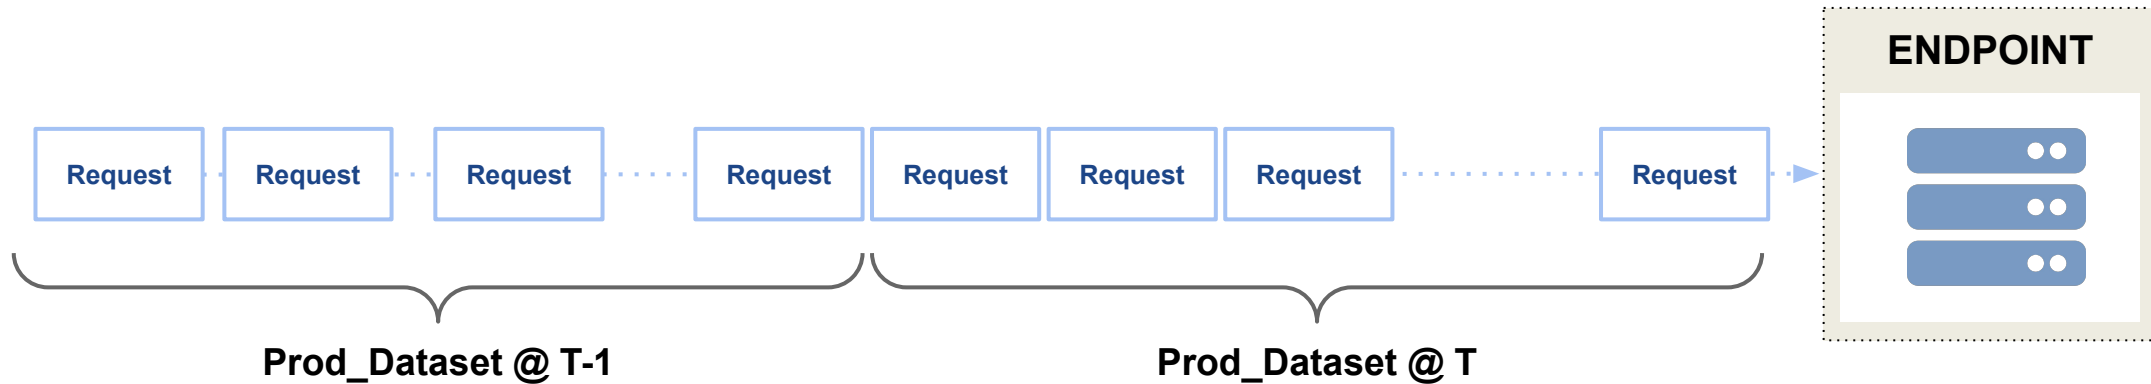 ENDPOINT
Request Request Request Request Request Request Request Request
Prod_Dataset @ T-1 Prod_Dataset @ T